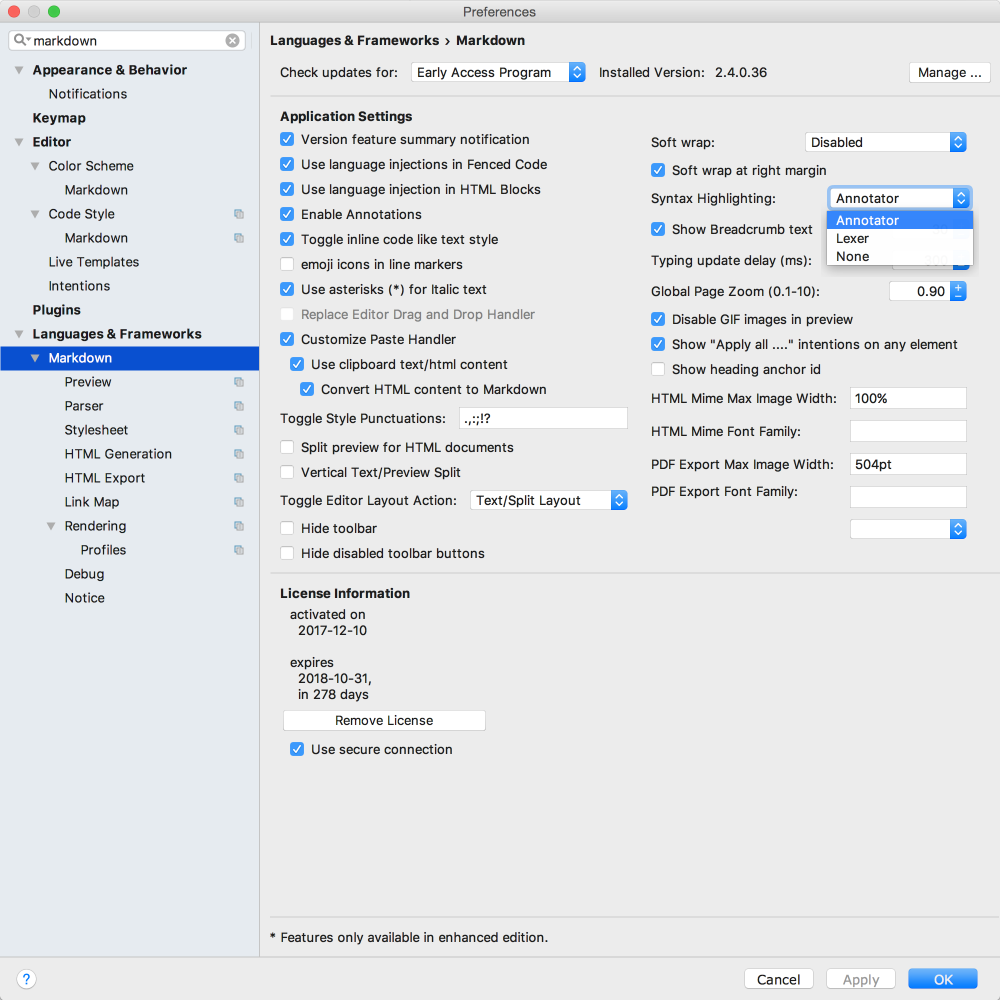 Preferences
markdown
Appearance & Behavior
Notifications
Keymap
Editor
Color Scheme
Markdown
Code Style
Markdown
Live Templates
Intentions
Plugins
Languages & Frameworks
Markdown
Preview
Parser
Stylesheet
HTML Generation
HTML Export
Link Map
Rendering
Profiles
Debug
Notice
Languages & Frameworks › Markdown
Check updates for: Early Access Program Installed Version: 2.4.0.36 Manage ...
Application Settings
Version feature summary notification
Use language injections in Fenced Code
Use language injection in HTML Blocks
Enable Annotations
Toggle inline code like text style
emoji icons in line markers
Use asterisks (*) for Italic text
Replace Editor Drag and Drop Handler
Customize Paste Handler
Use clipboard text/html content
Convert HTML content to Markdown
Toggle Style Punctuations: .,:;!?
Split preview for HTML documents
Vertical Text/Preview Split
Toggle Editor Layout Action: Text/Split Layout
Hide toolbar
Hide disabled toolbar buttons
Soft wrap: Disabled
Soft wrap at right margin
Syntax Highlighting: Annotator
Annotator
Lexer
None
Show Breadcrumb text
Typing update delay (ms):
Global Page Zoom (0.1-10): 0.90
Disable GIF images in preview
Show "Apply all ...." intentions on any element
Show heading anchor id
HTML Mime Max Image Width: 100%
HTML Mime Font Family:
PDF Export Max Image Width: 504pt
PDF Export Font Family:
License Information
activated on
2017-12-10
expires
2018-10-31,
in 278 days
Remove License
Use secure connection
* Features only available in enhanced edition.
? Cancel Apply OK